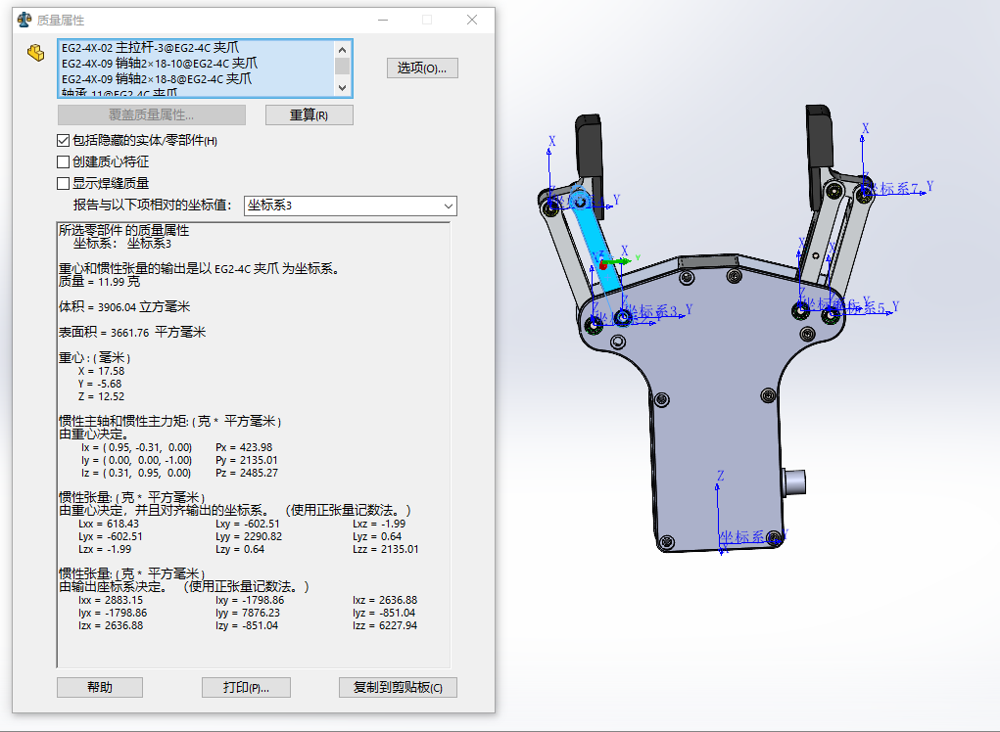 质量属性
EG2-4X-02 主拉杆-3@EG2-4C 夹爪
EG2-4X-09 销轴2×18-10@EG2-4C 夹爪
EG2-4X-09 销轴2×18-8@EG2-4C 夹爪
轴承-11@EG2-4C 夹爪
选项(O)...
覆盖质量属性...
重算(R)
包括隐藏的实体/零部件(H)
创建质心特征
显示焊缝质量
报告与以下项相对的坐标值:
坐标系3
所选零部件 的质量属性
坐标系: 坐标系3
重心和惯性张量的输出是以 EG2-4C 夹爪 为坐标系。
质量 = 11.99 克
体积 = 3906.04 立方毫米
表面积 = 3661.76 平方毫米
重心 : ( 毫米 )
X = 17.58
Y = -5.68
Z = 12.52
惯性主轴和惯性主力矩: ( 克 * 平方毫米 )
由重心决定。
Ix = ( 0.95, -0.31, 0.00) Px = 423.98
Iy = ( 0.00, 0.00, -1.00) Py = 2135.01
Iz = ( 0.31, 0.95, 0.00) Pz = 2485.27
惯性张量: ( 克 * 平方毫米 )
由重心决定，并且对齐输出的坐标系。 （使用正张量记数法。）
Lxx = 618.43 Lxy = -602.51 Lxz = -1.99
Lyx = -602.51 Lyy = 2290.82 Lyz = 0.64
Lzx = -1.99 Lzy = 0.64 Lzz = 2135.01
惯性张量: ( 克 * 平方毫米 )
由输出座标系决定。 （使用正张量记数法。）
Ixx = 2883.15 Ixy = -1798.86 Ixz = 2636.88
Iyx = -1798.86 Iyy = 7876.23 Iyz = -851.04
Izx = 2636.88 Izy = -851.04 Izz = 6227.94
帮助
打印(P)...
复制到剪贴板(C)
X
X
Z
Y
坐标系7
Y
Z
Y
X
X
坐标系3
Y
坐标系5
Y
Z
坐标系
Y